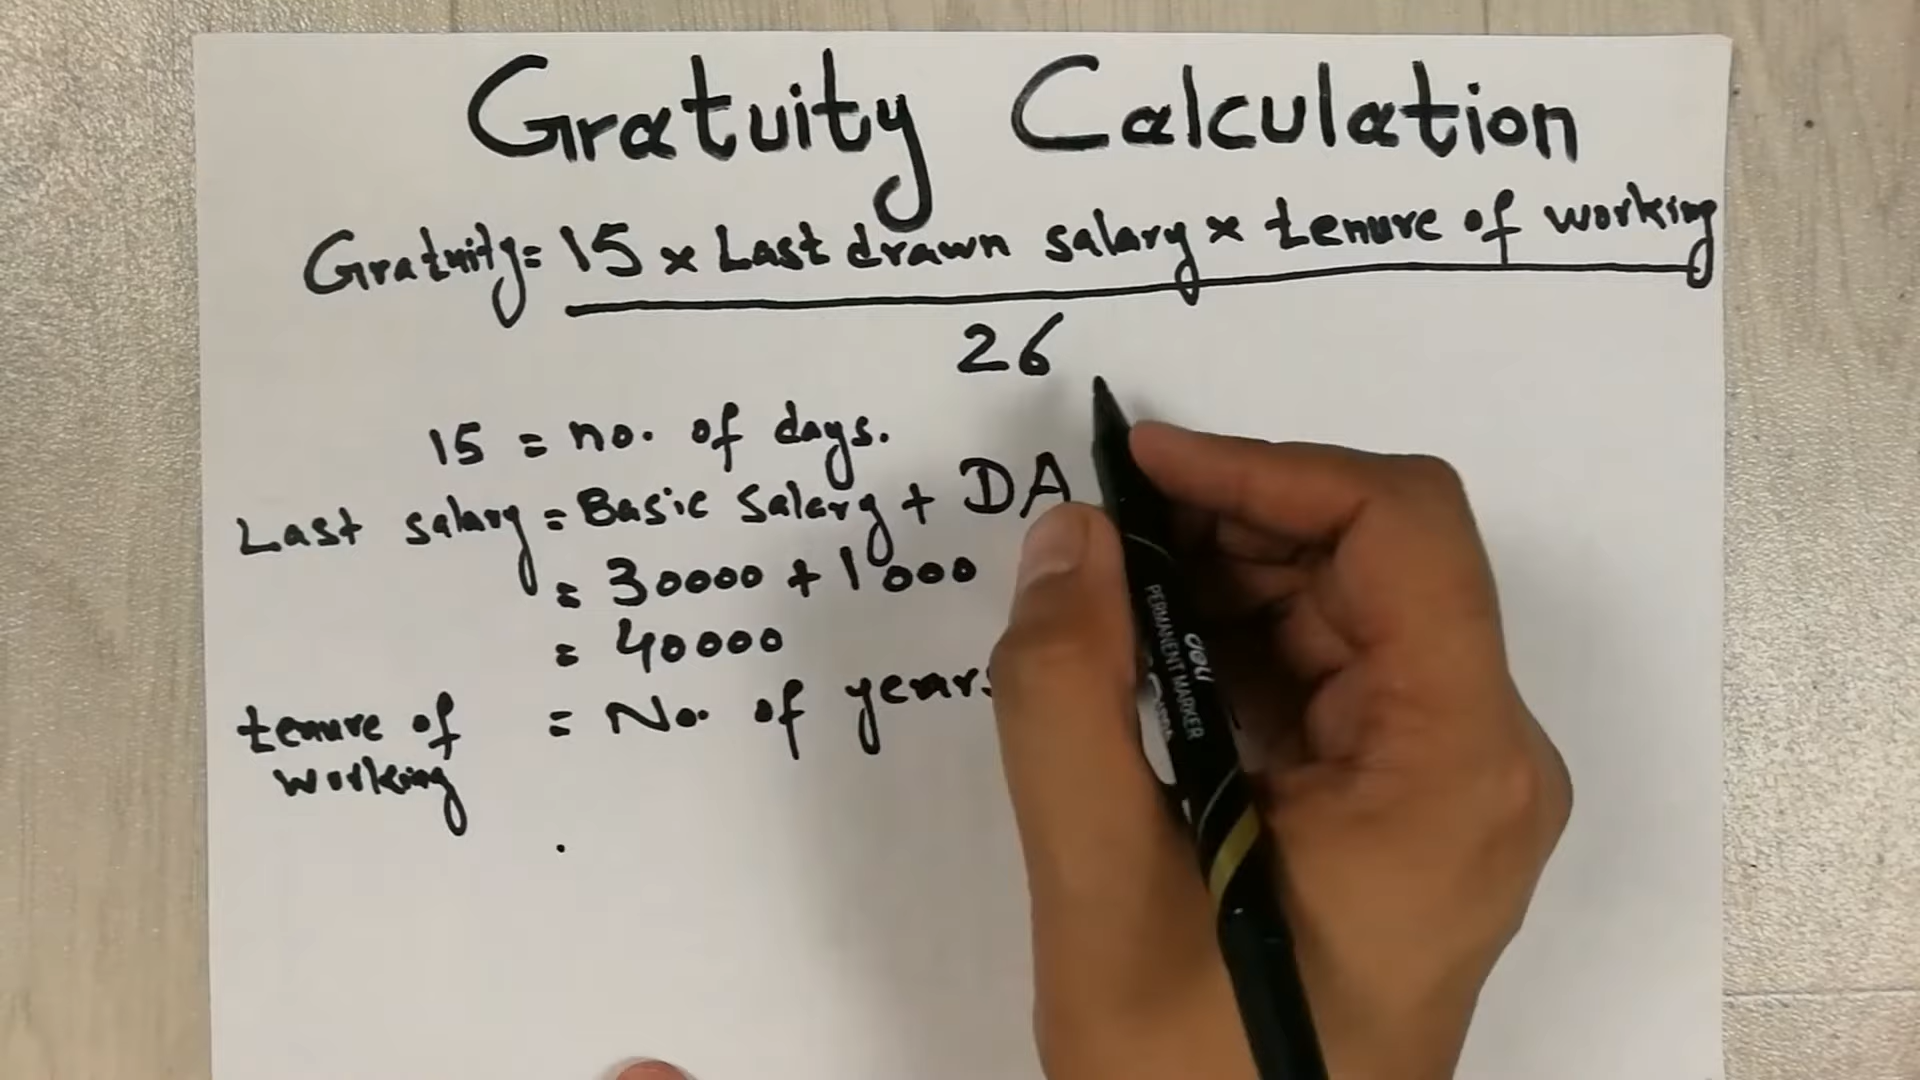 Gratuity Calculation
Gratuity = 15 × Last drawn salary × tenure of working
26
15 = no. of days.
Last salary = Basic Salary + DA
= 30000 + 1000
= 40000
tenure of = No. of years
working
deli
PERMANENT MARKER